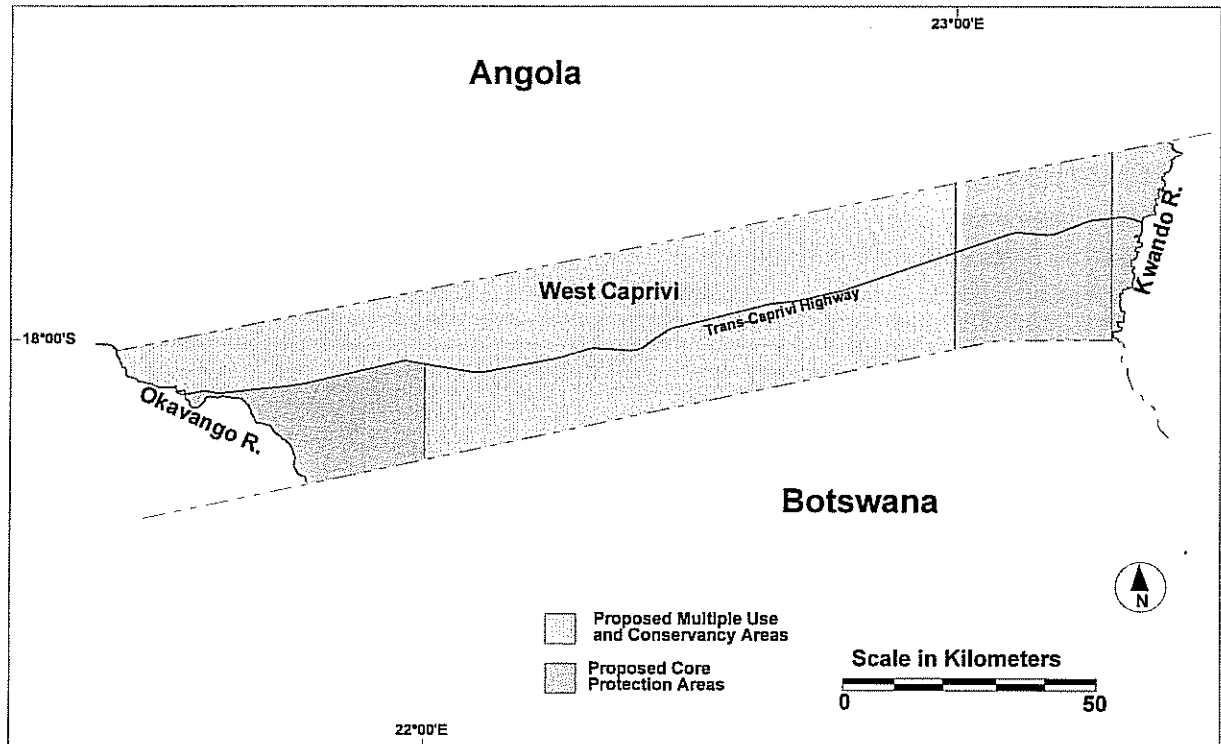 23°00'E
Angola
Kwando R.
West Caprivi
Trans Caprivi Highway
18°00'S
Okavango R.
Botswana
N
Proposed Multiple Use
and Conservancy Areas
Proposed Core
Protection Areas
Scale in Kilometers
0 50
22°00'E